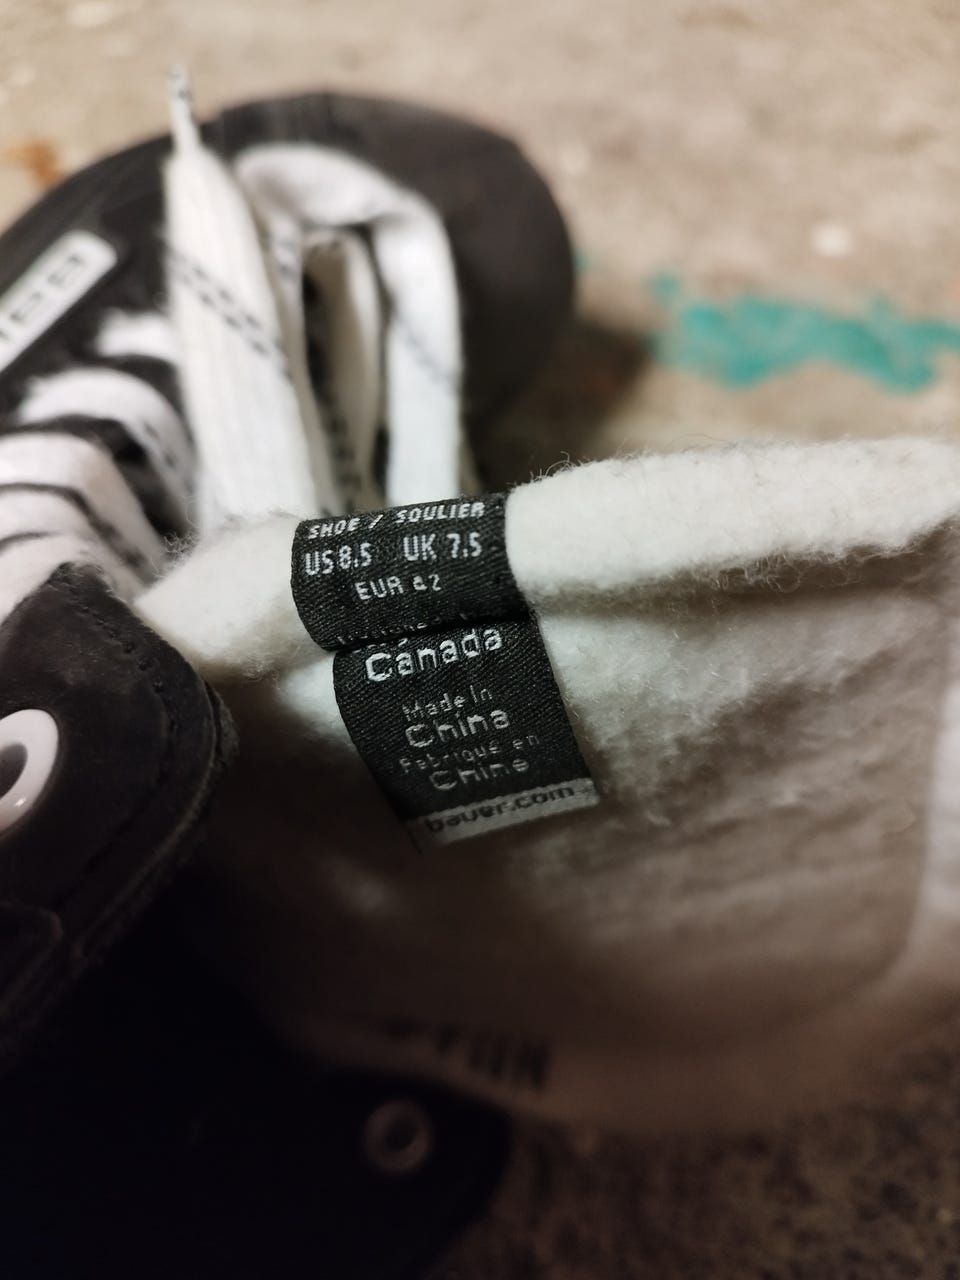 SHOE / SOULIER
US 8.5 UK 7.5
EUR 42
Canada
Made in
China
Fabriqué en
Chine
bauer.com